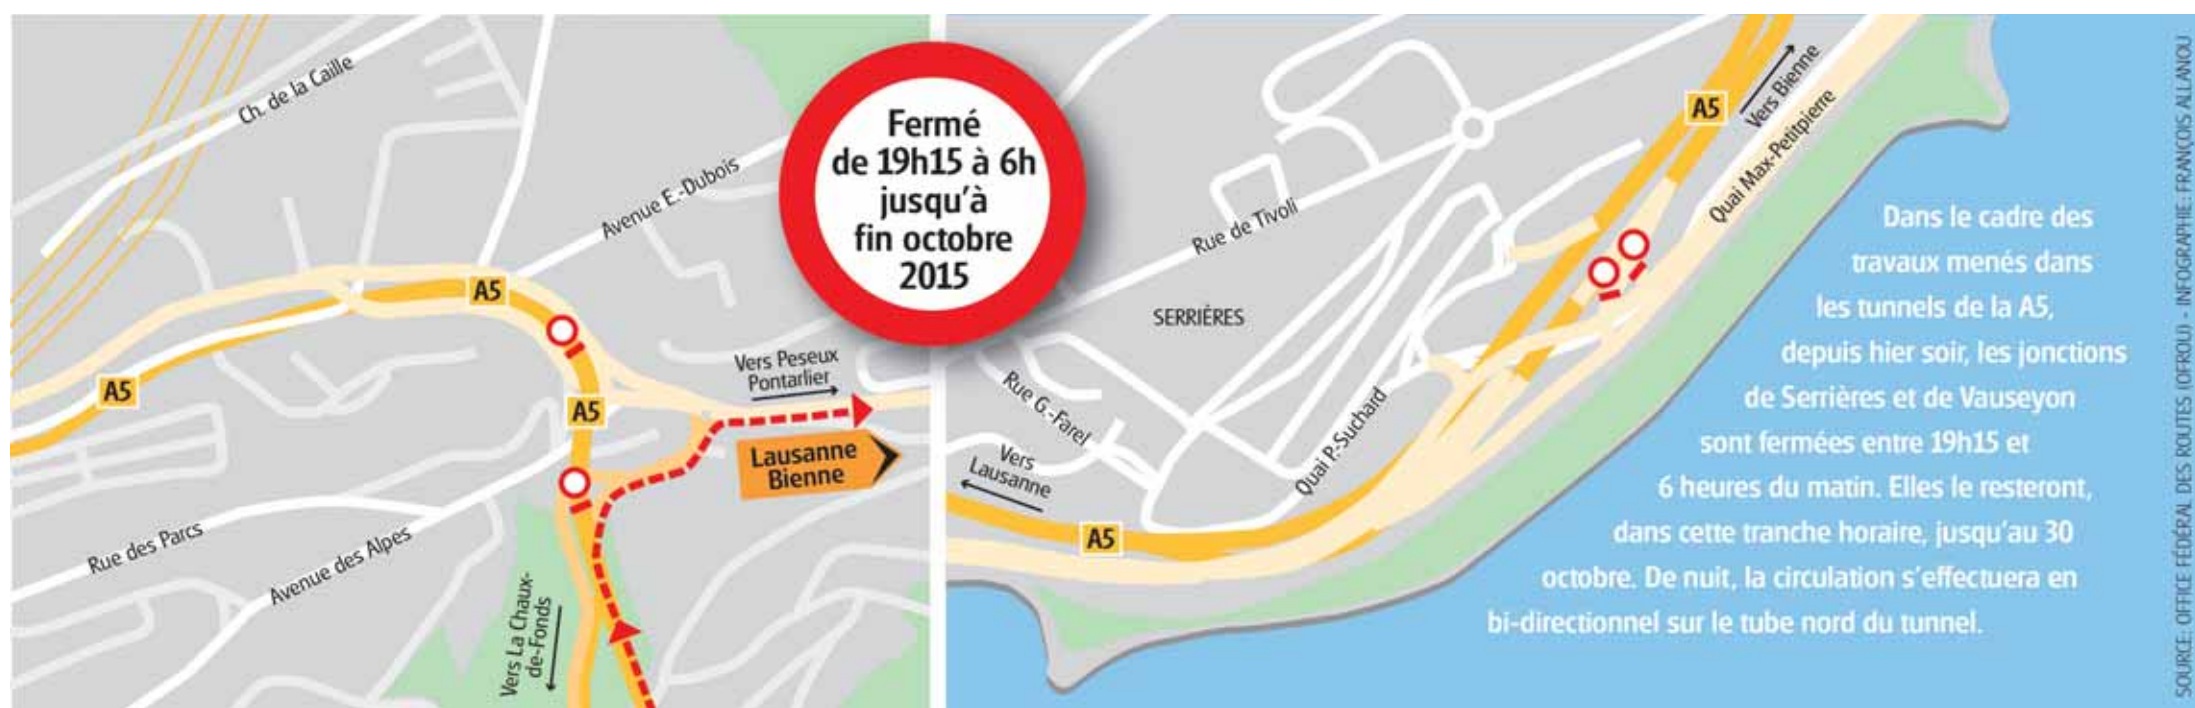 Ch. de la Caille
Avenue E.-Dubois
A5
A5
A5
Vers Peseux
Pontarlier
Lausanne
Bienne
Rue des Parcs
Avenue des Alpes
Vers La Chaux-
de-Fonds
Fermé
de 19h15 à 6h
jusqu'à
fin octobre
2015
A5
Vers Bienne
Quai Max-Petitpierre
Rue de Tivoli
SERRIÈRES
Rue G.-Farel
Quai P.-Suchard
Vers
Lausanne
A5
Dans le cadre des
travaux menés dans
les tunnels de la A5,
depuis hier soir, les jonctions
de Serrières et de Vauseyon
sont fermées entre 19h15 et
6 heures du matin. Elles le resteront,
dans cette tranche horaire, jusqu'au 30
octobre. De nuit, la circulation s'effectuera en
bi-directionnel sur le tube nord du tunnel.
SOURCE: OFFICE FÉDÉRAL DES ROUTES (OFROU) - INFOGRAPHIE: FRANÇOIS ALLANOU